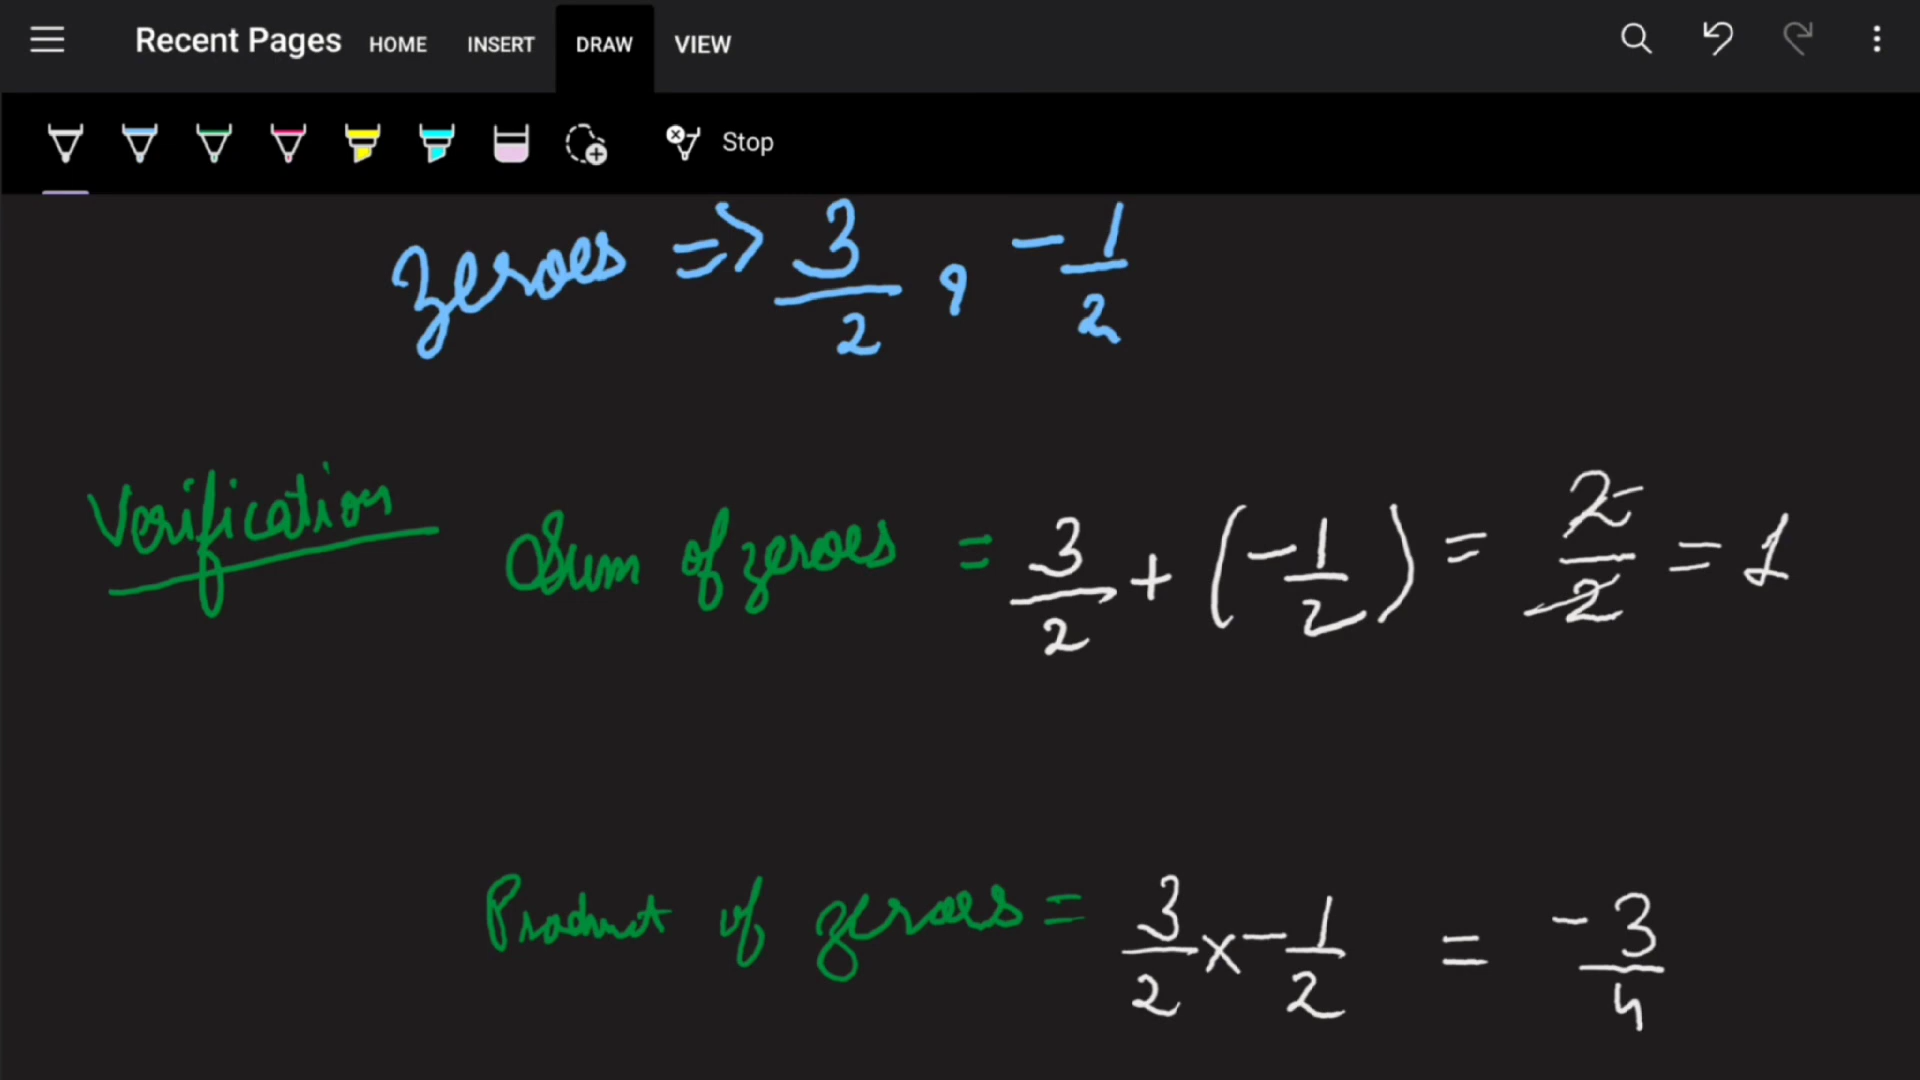 Recent Pages HOME INSERT DRAW VIEW
Stop
zeroes => 3/2 , -1/2
Verification Sum of zeroes = 3/2 + (-1/2) = 2/2 = 1
Product of zeroes = 3/2 x -1/2 = -3/4